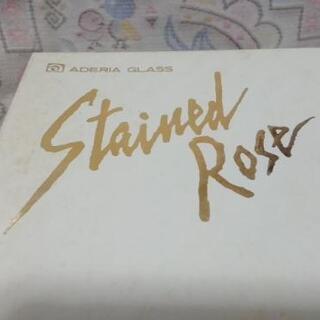 ADERIA GLASS
Stained
Rose